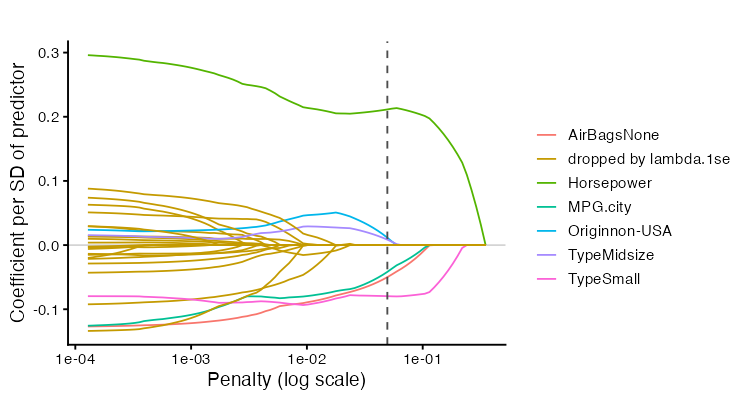 Coefficient per SD of predictor
0.3
0.2
0.1
0.0
-0.1
1e-04
1e-03
1e-02
1e-01
Penalty (log scale)
AirBagsNone
dropped by lambda.1se
Horsepower
MPG.city
Originnon-USA
TypeMidsize
TypeSmall